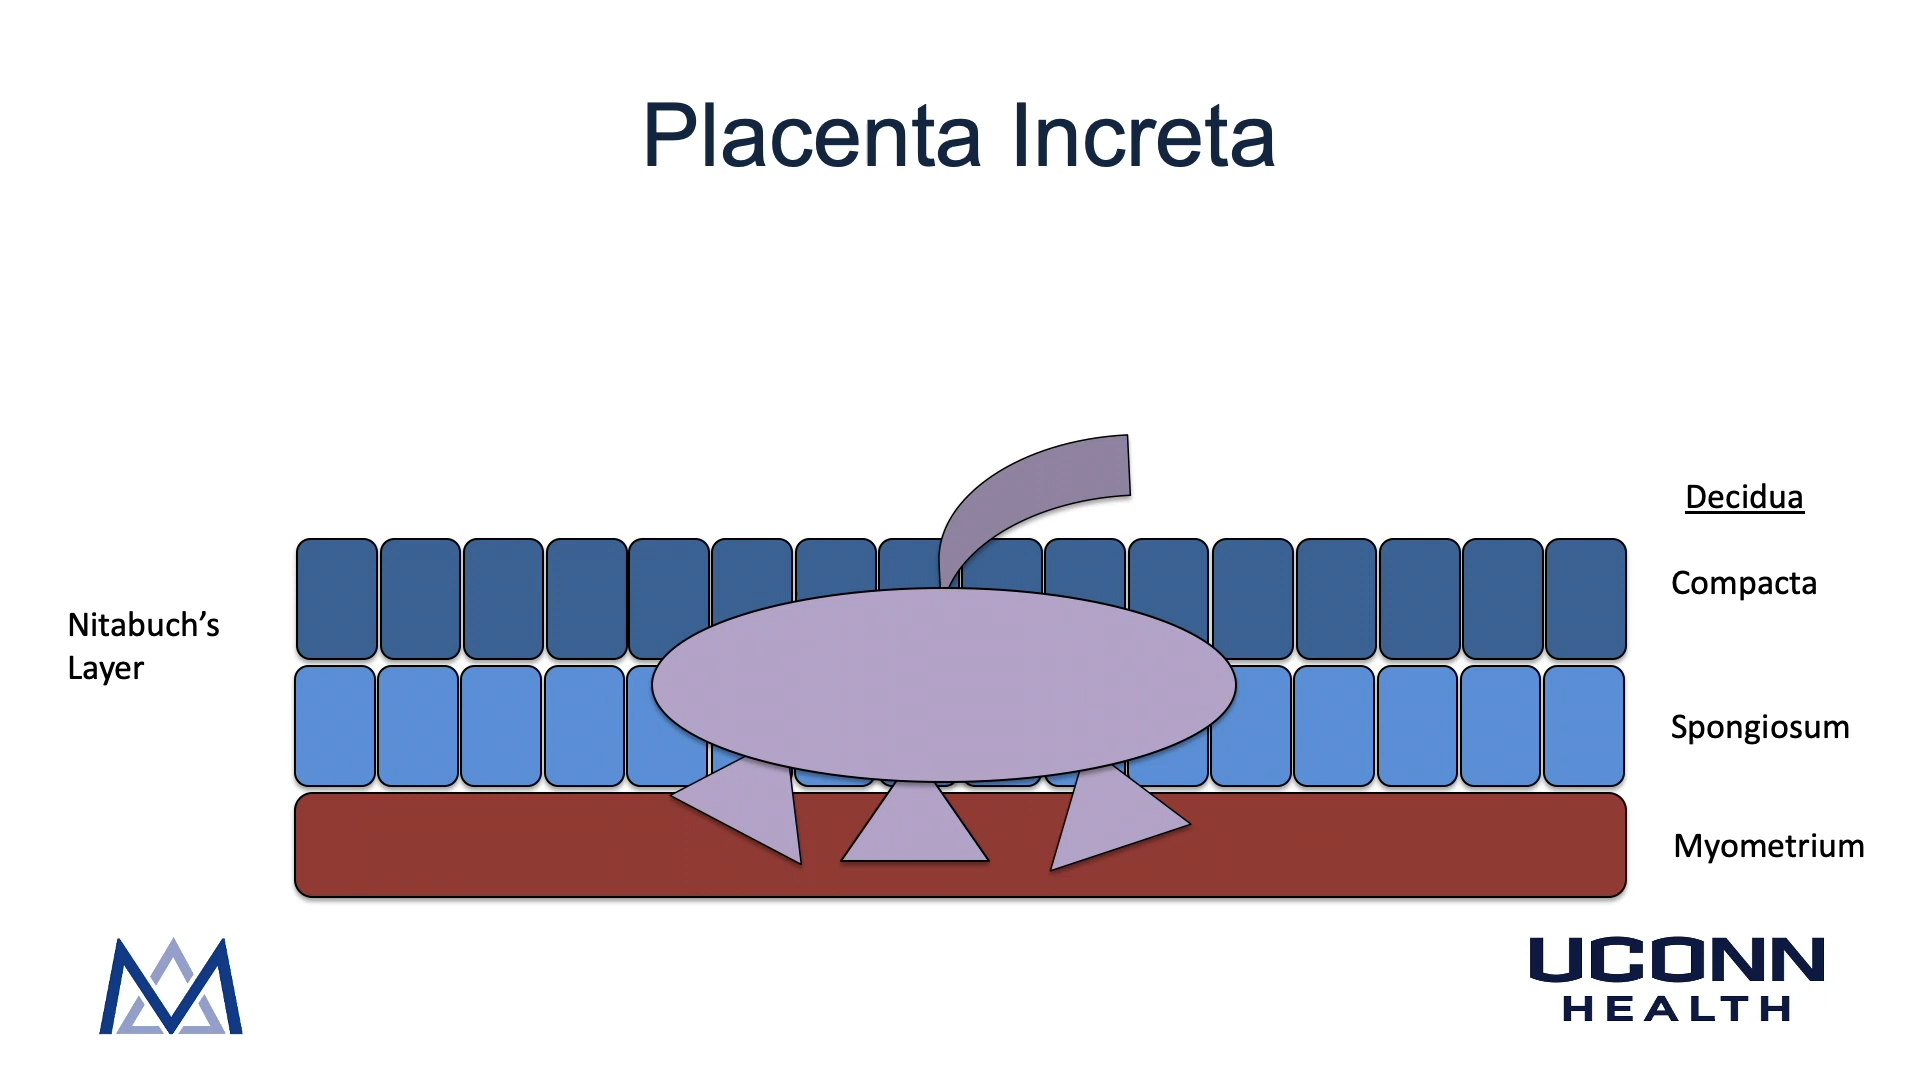 Placenta Increta
Decidua
Compacta
Nitabuch's
Layer
Spongiosum
Myometrium
UCONN
HEALTH